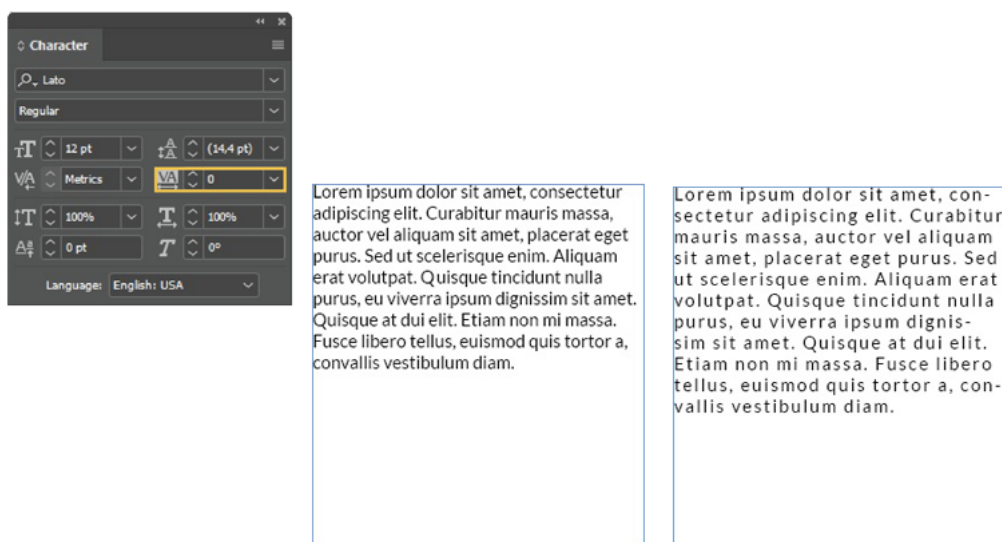 Character
Lato
Regular
12 pt (14,4 pt)
Metrics 0
100% 100%
0 pt 0°
Language: English: USA
Lorem ipsum dolor sit amet, consectetur
adipiscing elit. Curabitur mauris massa,
auctor vel aliquam sit amet, placerat eget
purus. Sed ut scelerisque enim. Aliquam
erat volutpat. Quisque tincidunt nulla
purus, eu viverra ipsum dignissim sit amet.
Quisque at dui elit. Etiam non mi massa.
Fusce libero tellus, euismod quis tortor a,
convallis vestibulum diam.
Lorem ipsum dolor sit amet, con-
sectetur adipiscing elit. Curabitur
mauris massa, auctor vel aliquam
sit amet, placerat eget purus. Sed
ut scelerisque enim. Aliquam erat
volutpat. Quisque tincidunt nulla
purus, eu viverra ipsum dignis-
sim sit amet. Quisque at dui elit.
Etiam non mi massa. Fusce libero
tellus, euismod quis tortor a, con-
vallis vestibulum diam.